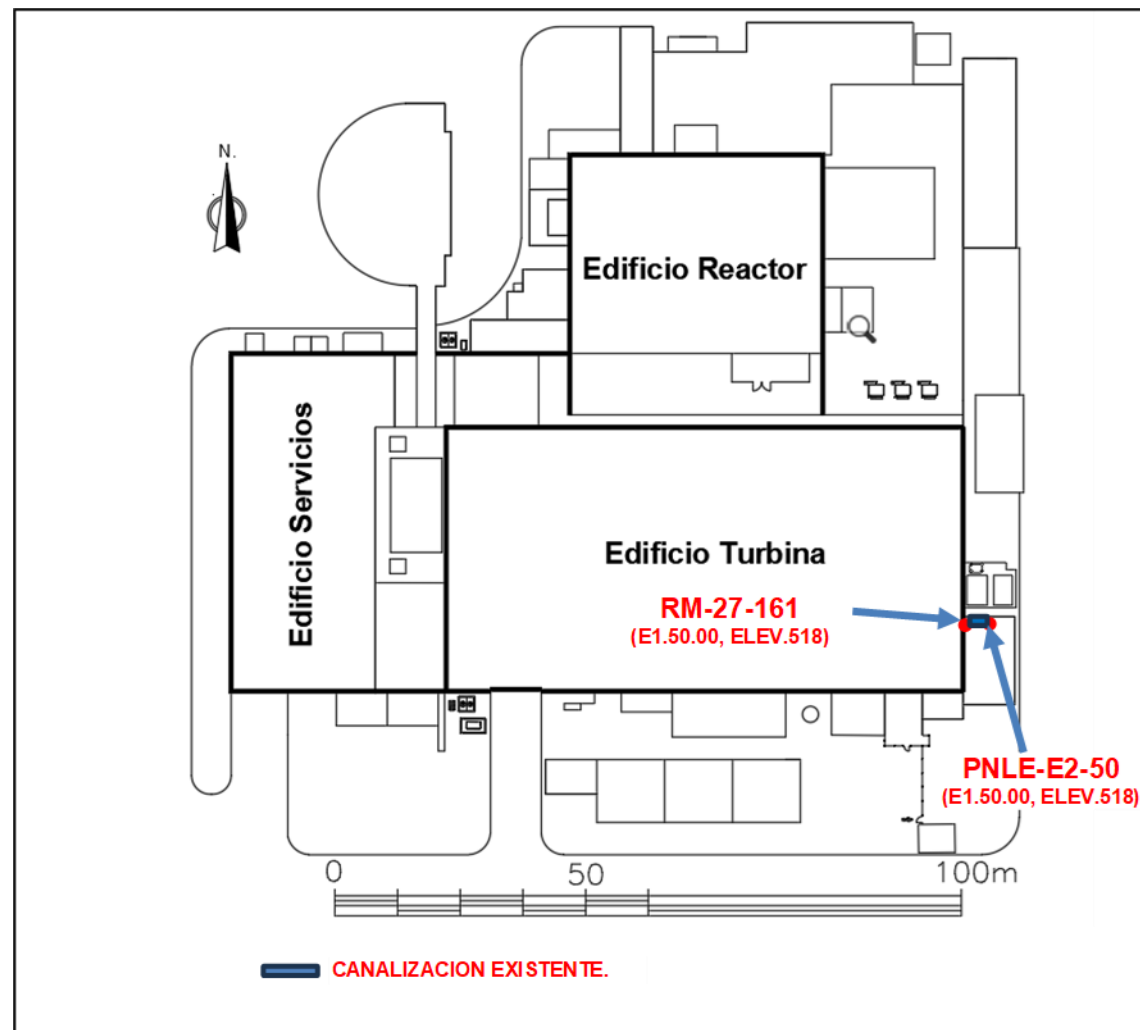 N.
Edificio Reactor
Edificio Servicios
Edificio Turbina
RM-27-161
(E1.50.00, ELEV.518)
PNLE-E2-50
(E1.50.00, ELEV.518)
0 50 100m
CANALIZACION EXISTENTE.